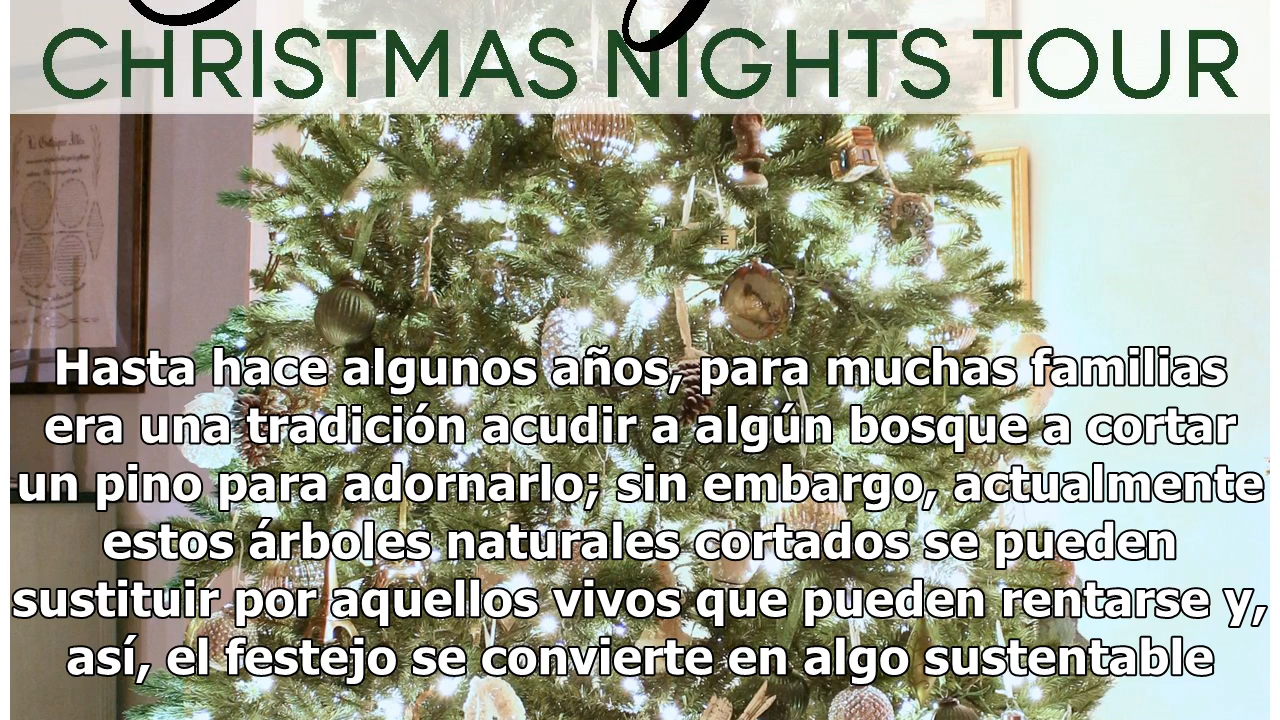 CHRISTMAS NIGHTS TOUR
Hasta hace algunos años, para muchas familias
era una tradición acudir a algún bosque a cortar
un pino para adornarlo; sin embargo, actualmente
estos árboles naturales cortados se pueden
sustituir por aquellos vivos que pueden rentarse y,
así, el festejo se convierte en algo sustentable